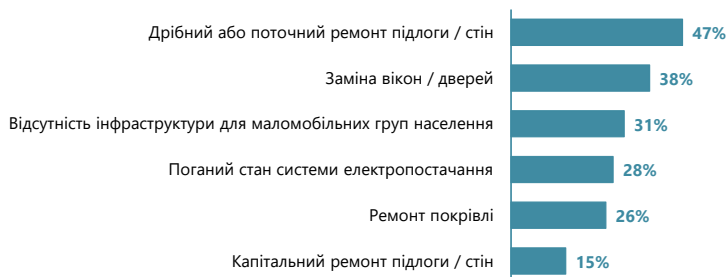 Дрібний або поточний ремонт підлоги / стін 47%
Заміна вікон / дверей 38%
Відсутність інфраструктури для маломобільних груп населення 31%
Поганий стан системи електропостачання 28%
Ремонт покрівлі 26%
Капітальний ремонт підлоги / стін 15%